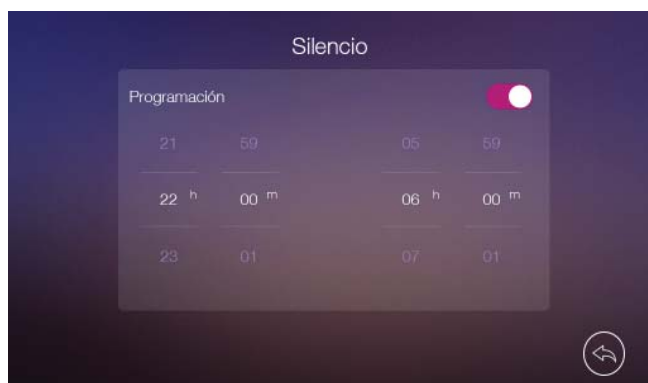 Silencio
Programación
21 59 05 59
22 h 00 m 06 h 00 m
23 01 07 01